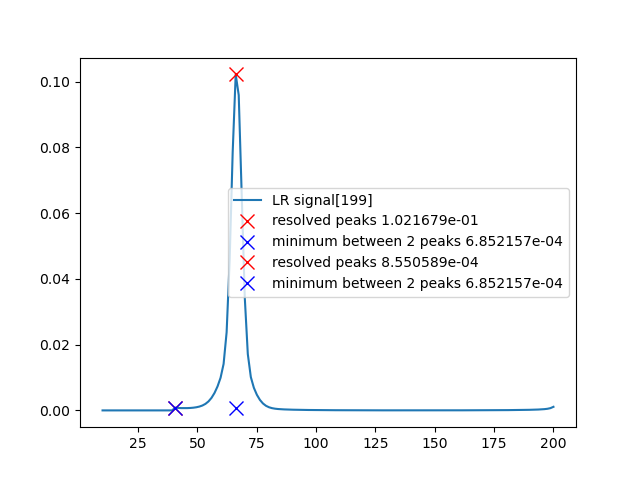 0.10
0.08
0.06
0.04
0.02
0.00
LR signal[199]
resolved peaks 1.021679e-01
minimum between 2 peaks 6.852157e-04
resolved peaks 8.550589e-04
minimum between 2 peaks 6.852157e-04
25 50 75 100 125 150 175 200